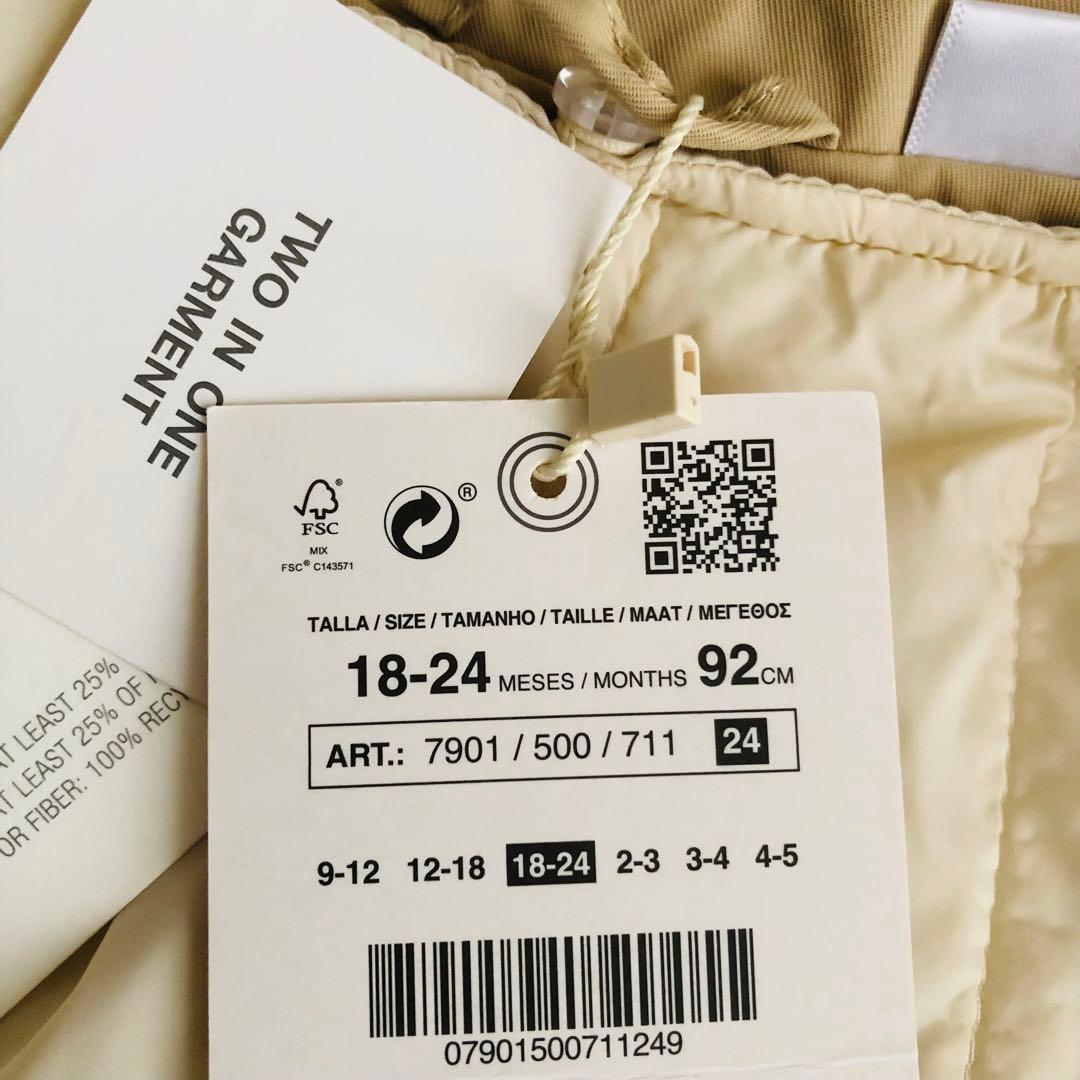 TWO IN ONE
GARMENT
AT LEAST 25%
AT LEAST 25% OF
OR FIBER: 100%
FSC®
MIX
FSC® C143571
®
TALLA / SIZE / TAMANHO / TAILLE / MAAT / ΜΕΓΕΘΟΣ
18-24 MESES / MONTHS 92CM
ART.: 7901 / 500 / 711 24
9-12 12-18 18-24 2-3 3-4 4-5
07901500711249